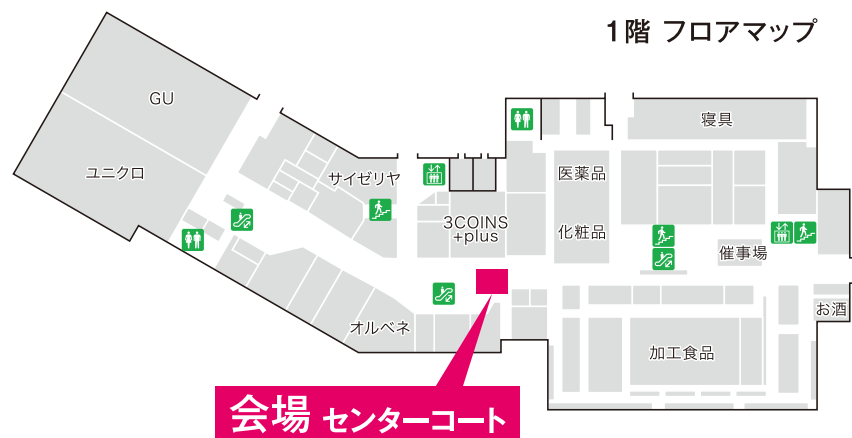 1階 フロアマップ
GU
ユニクロ
サイゼリヤ
3COINS
+plus
医薬品
化粧品
寝具
催事場
お酒
オルベネ
加工食品
会場 センターコート